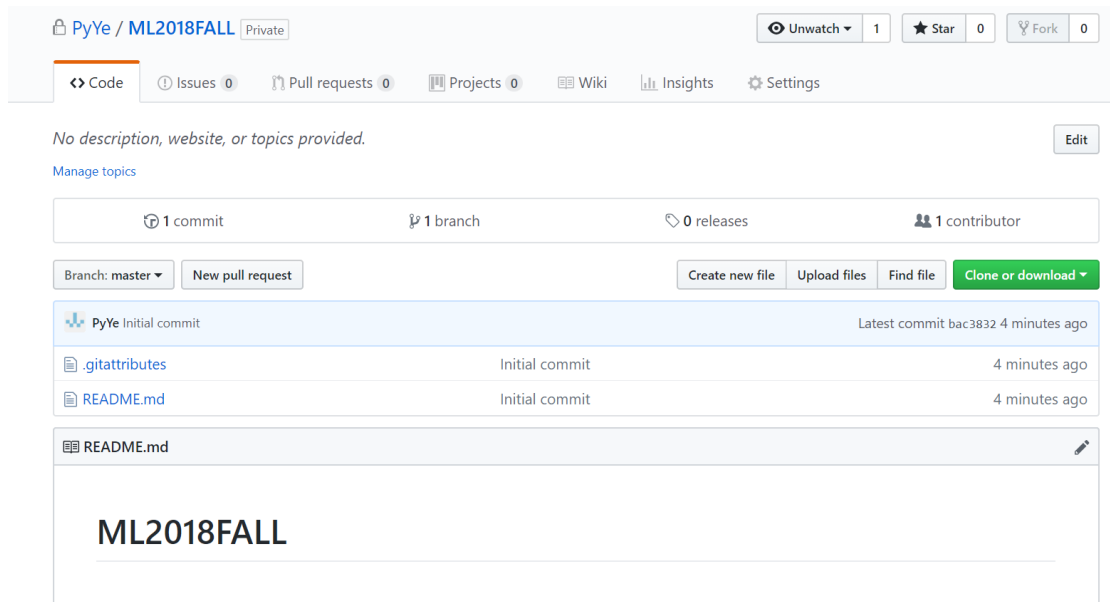 PyYe / ML2018FALL Private Unwatch 1 Star 0 Fork 0
Code Issues 0 Pull requests 0 Projects 0 Wiki Insights Settings
No description, website, or topics provided. Edit
Manage topics
1 commit 1 branch 0 releases 1 contributor
Branch: master New pull request Create new file Upload files Find file Clone or download
PyYe Initial commit Latest commit bac3832 4 minutes ago
.gitattributes Initial commit 4 minutes ago
README.md Initial commit 4 minutes ago
README.md
ML2018FALL